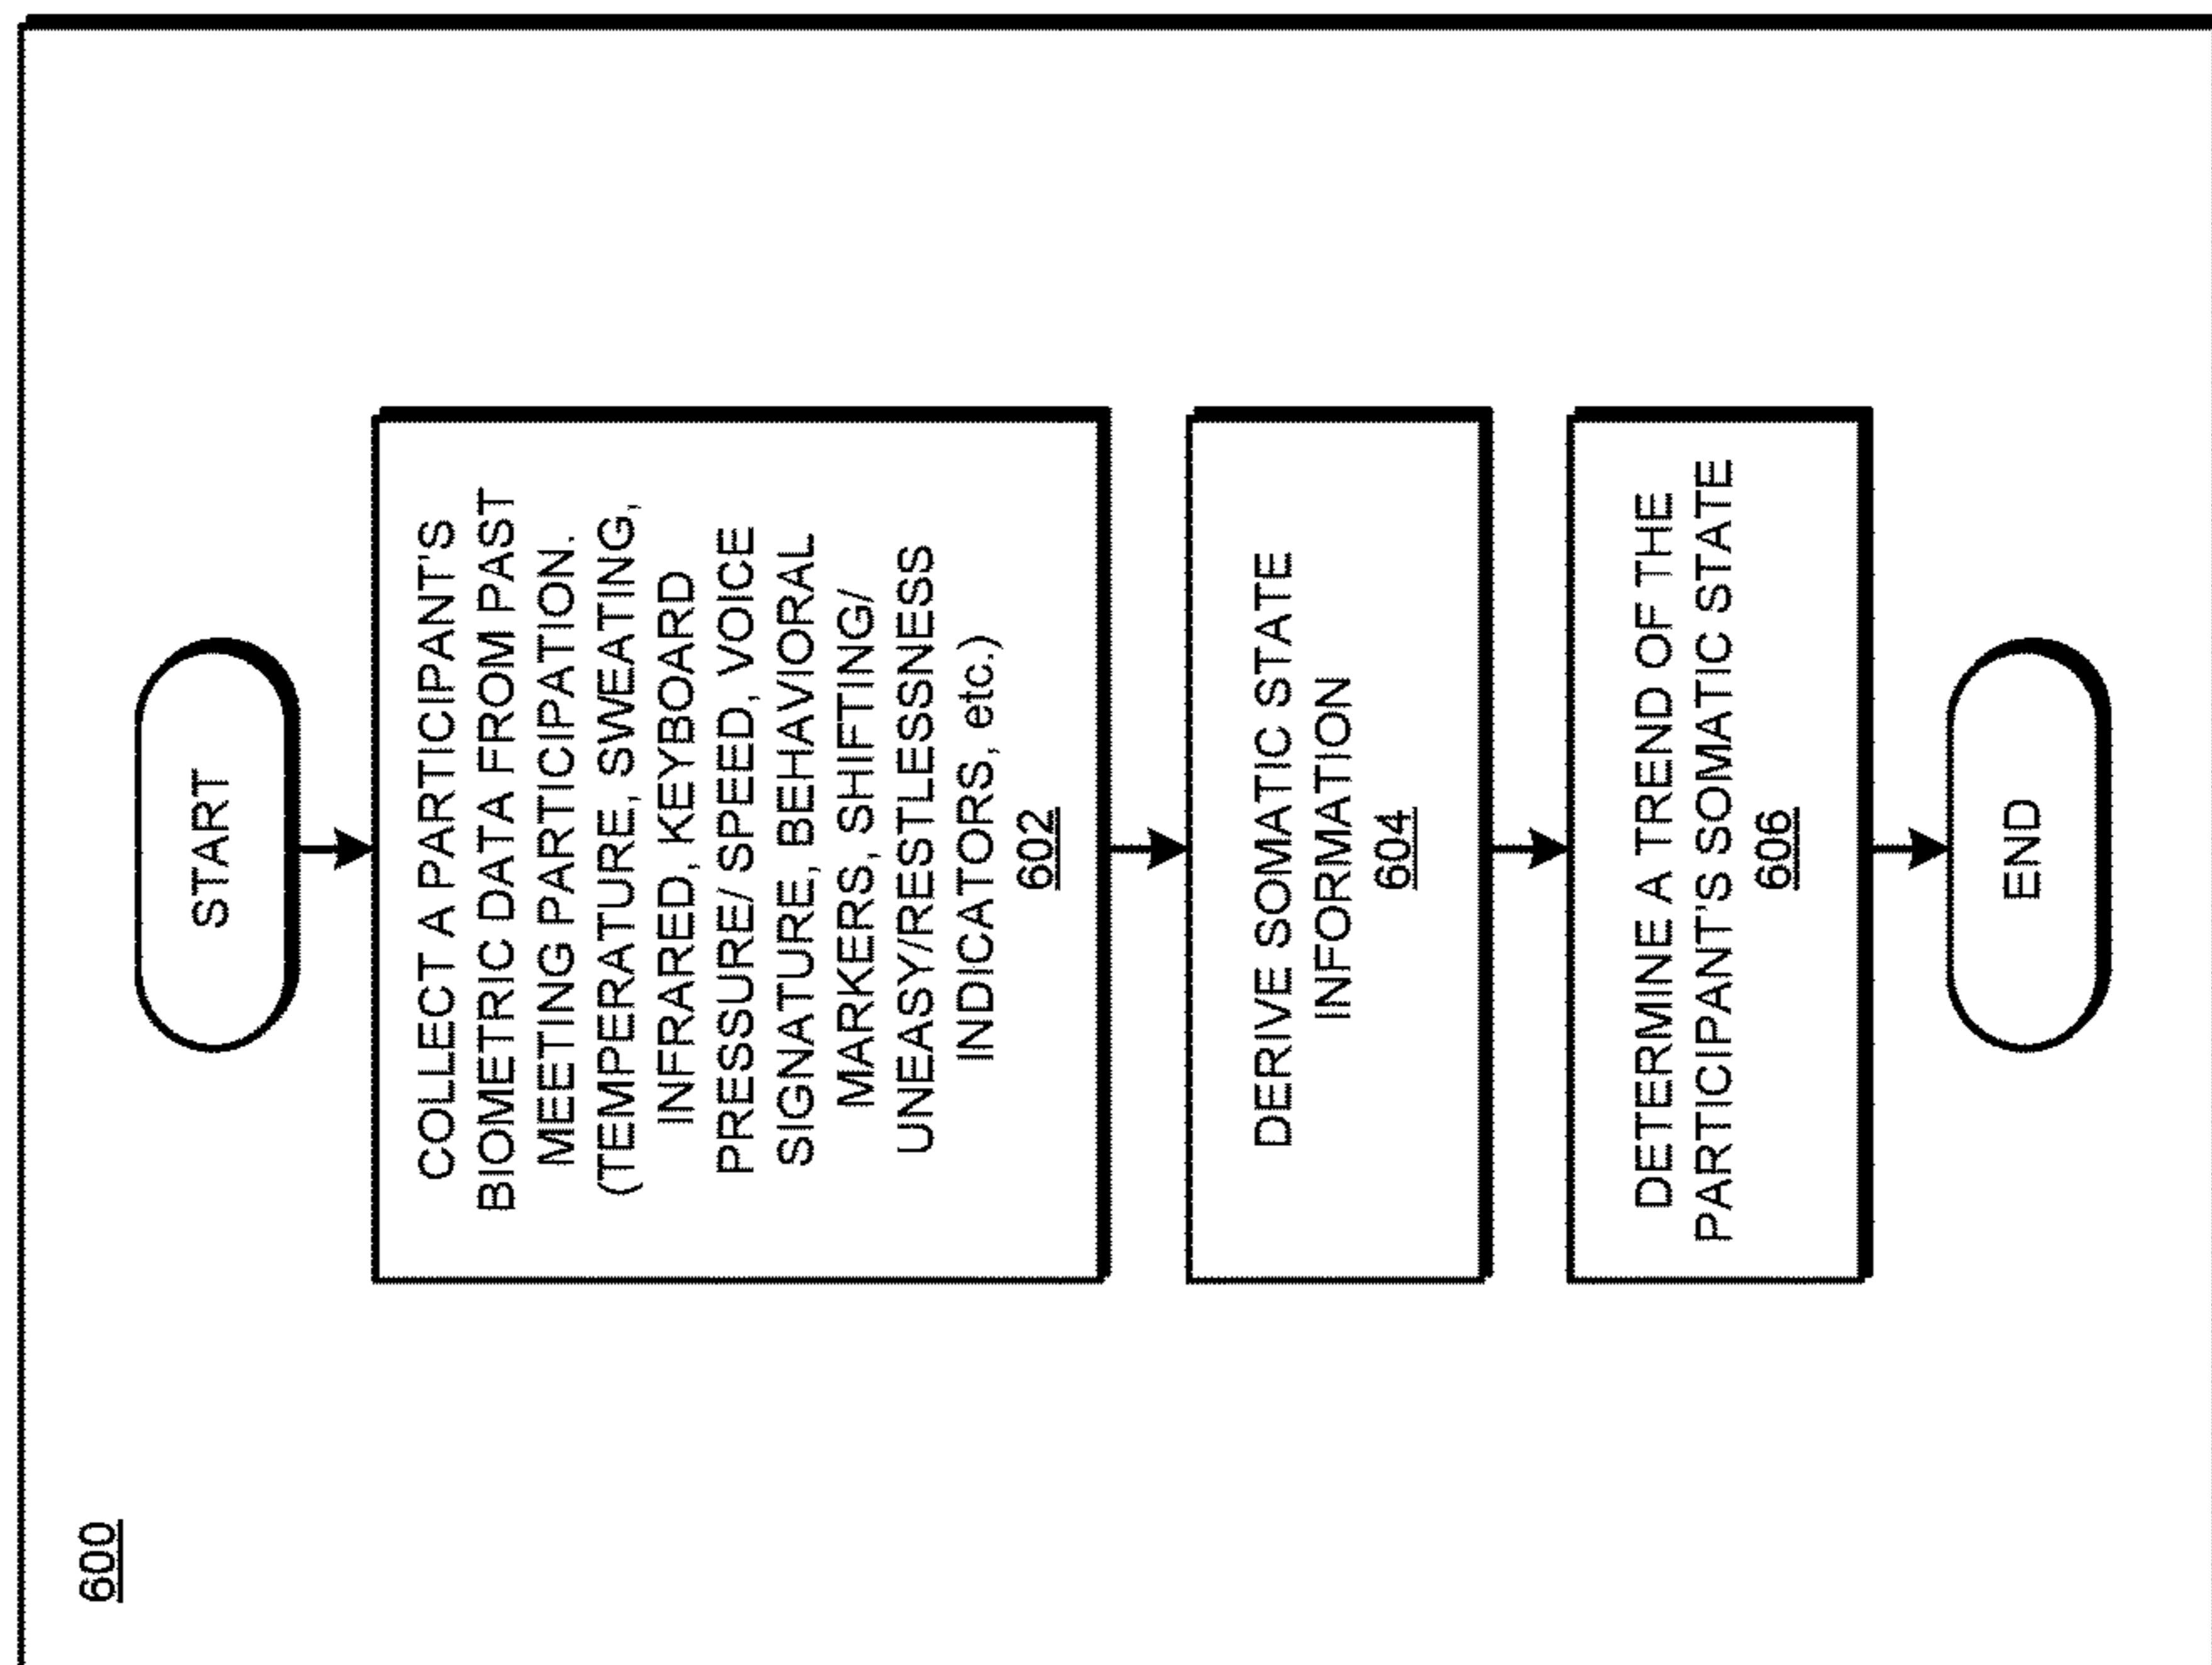 600
START
COLLECT A PARTICIPANT'S
BIOMETRIC DATA FROM PAST
MEETING PARTICIPATION.
(TEMPERATURE, SWEATING,
INFRARED, KEYBOARD
PRESSURE/ SPEED, VOICE
SIGNATURE, BEHAVIORAL
MARKERS, SHIFTING/
UNEASY/RESTLESSNESS
INDICATORS, etc.)
602
DERIVE SOMATIC STATE
INFORMATION
604
DETERMINE A TREND OF THE
PARTICIPANT'S SOMATIC STATE
606
END